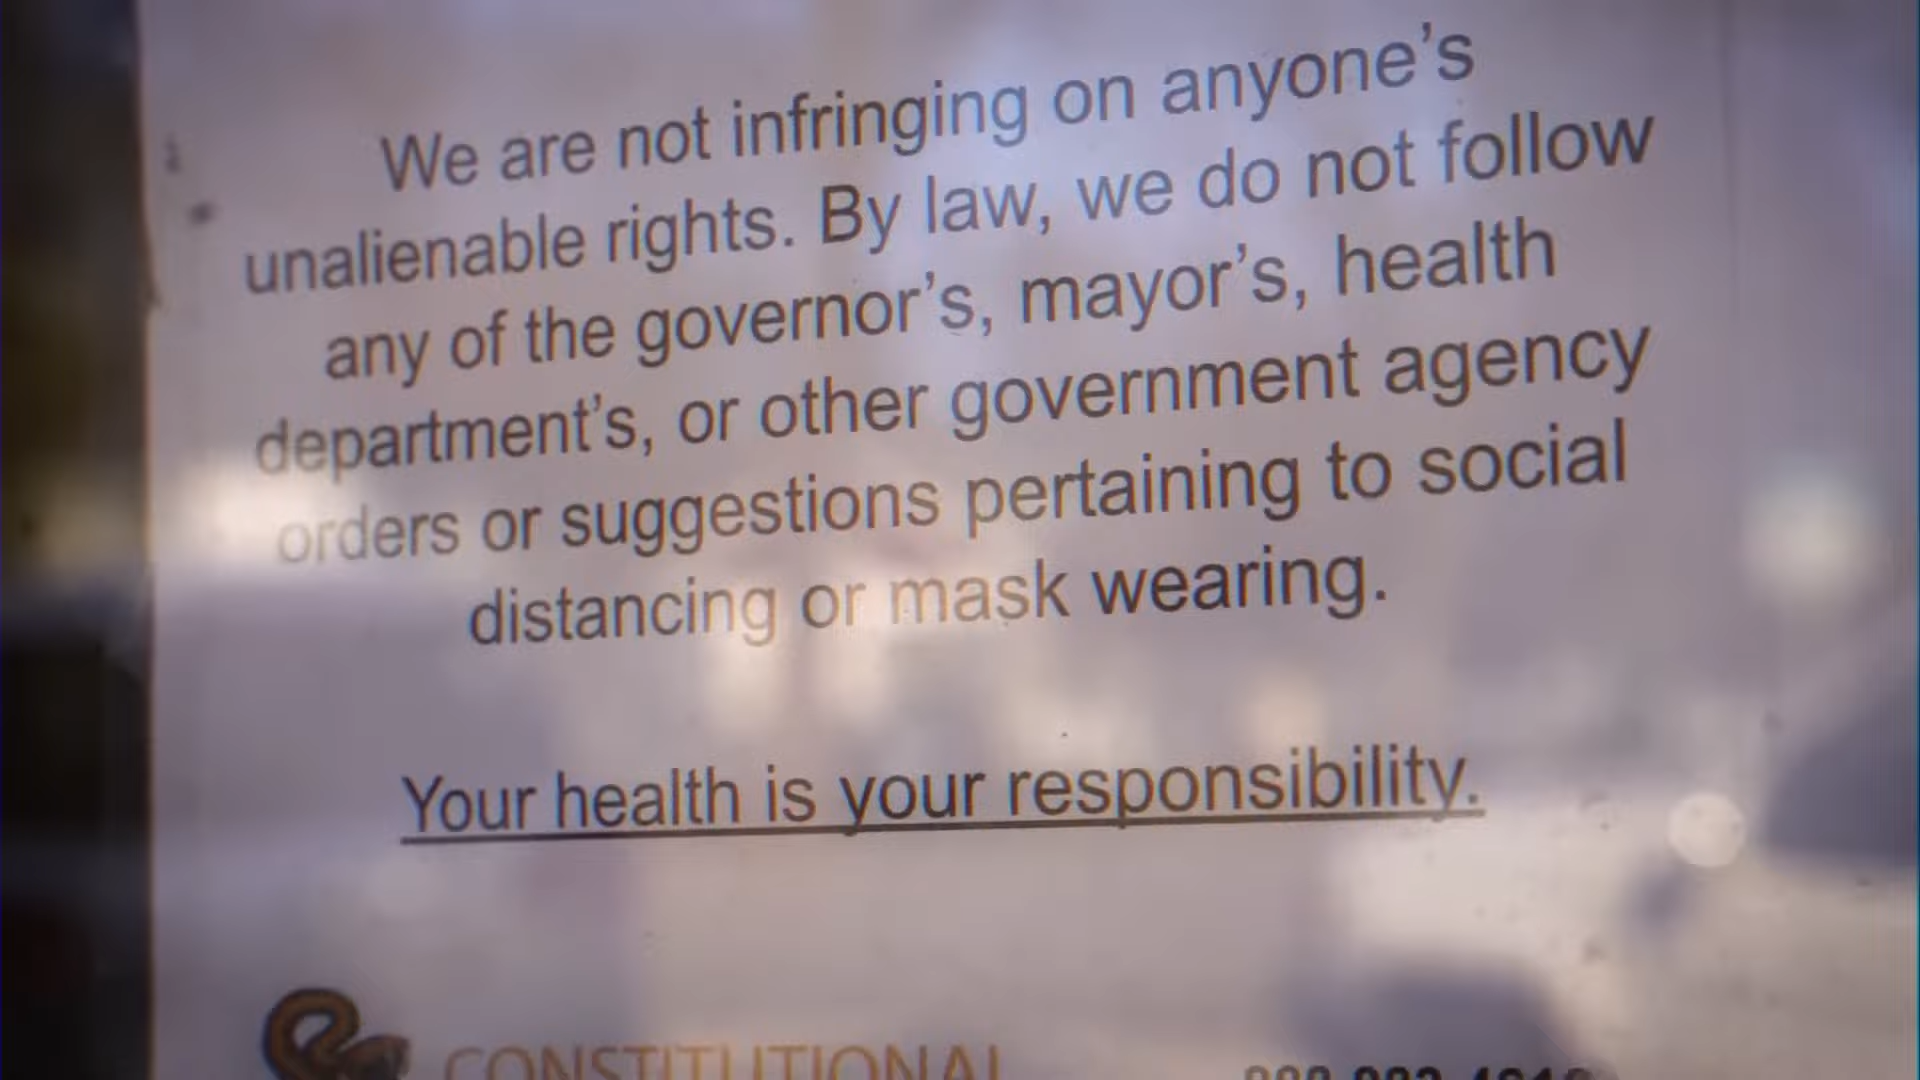 We are not infringing on anyone's
unalienable rights. By law, we do not follow
any of the governor's, mayor's, health
department's, or other government agency
orders or suggestions pertaining to social
distancing or mask wearing.
Your health is your responsibility.
CONSTITUTIONAL